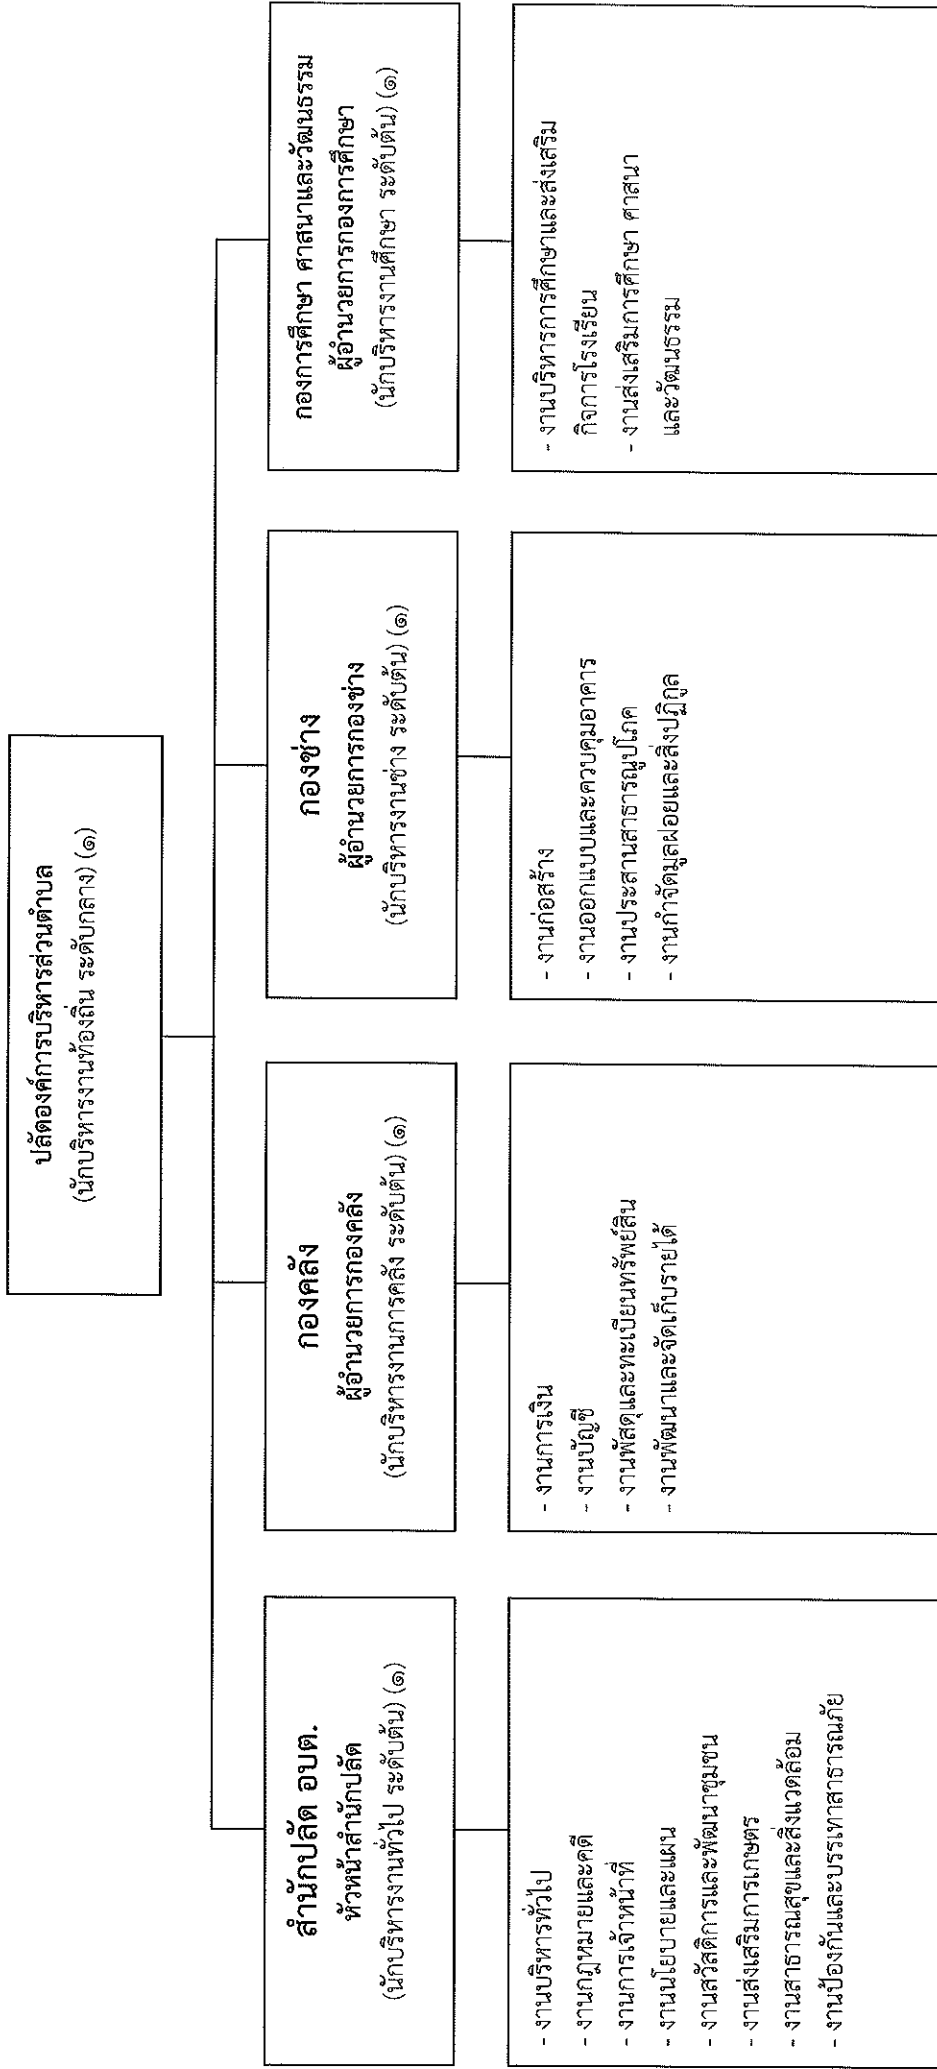 ปลัดองค์การบริหารส่วนตำบล
(นักบริหารงานท้องถิ่น ระดับกลาง) (๑)
สำนักปลัด อบต.
หัวหน้าสำนักปลัด
(นักบริหารงานทั่วไป ระดับต้น) (๑)
- งานบริหารทั่วไป
- งานกฎหมายและคดี
- งานการเจ้าหน้าที่
- งานนโยบายและแผน
- งานสวัสดิการและพัฒนาชุมชน
- งานส่งเสริมการเกษตร
- งานสาธารณสุขและสิ่งแวดล้อม
- งานป้องกันและบรรเทาสาธารณภัย
กองคลัง
ผู้อำนวยการกองคลัง
(นักบริหารงานการคลัง ระดับต้น) (๑)
- งานการเงิน
- งานบัญชี
- งานพัสดุและทะเบียนทรัพย์สิน
- งานพัฒนาและจัดเก็บรายได้
กองช่าง
ผู้อำนวยการกองช่าง
(นักบริหารงานช่าง ระดับต้น) (๑)
- งานก่อสร้าง
- งานออกแบบและควบคุมอาคาร
- งานประสานสาธารณูปโภค
- งานกำจัดมูลฝอยและสิ่งปฏิกูล
กองการศึกษา ศาสนาและวัฒนธรรม
ผู้อำนวยการกองการศึกษา
(นักบริหารงานศึกษา ระดับต้น) (๑)
- งานบริหารการศึกษาและส่งเสริม
กิจการโรงเรียน
- งานส่งเสริมการศึกษา ศาสนา
และวัฒนธรรม